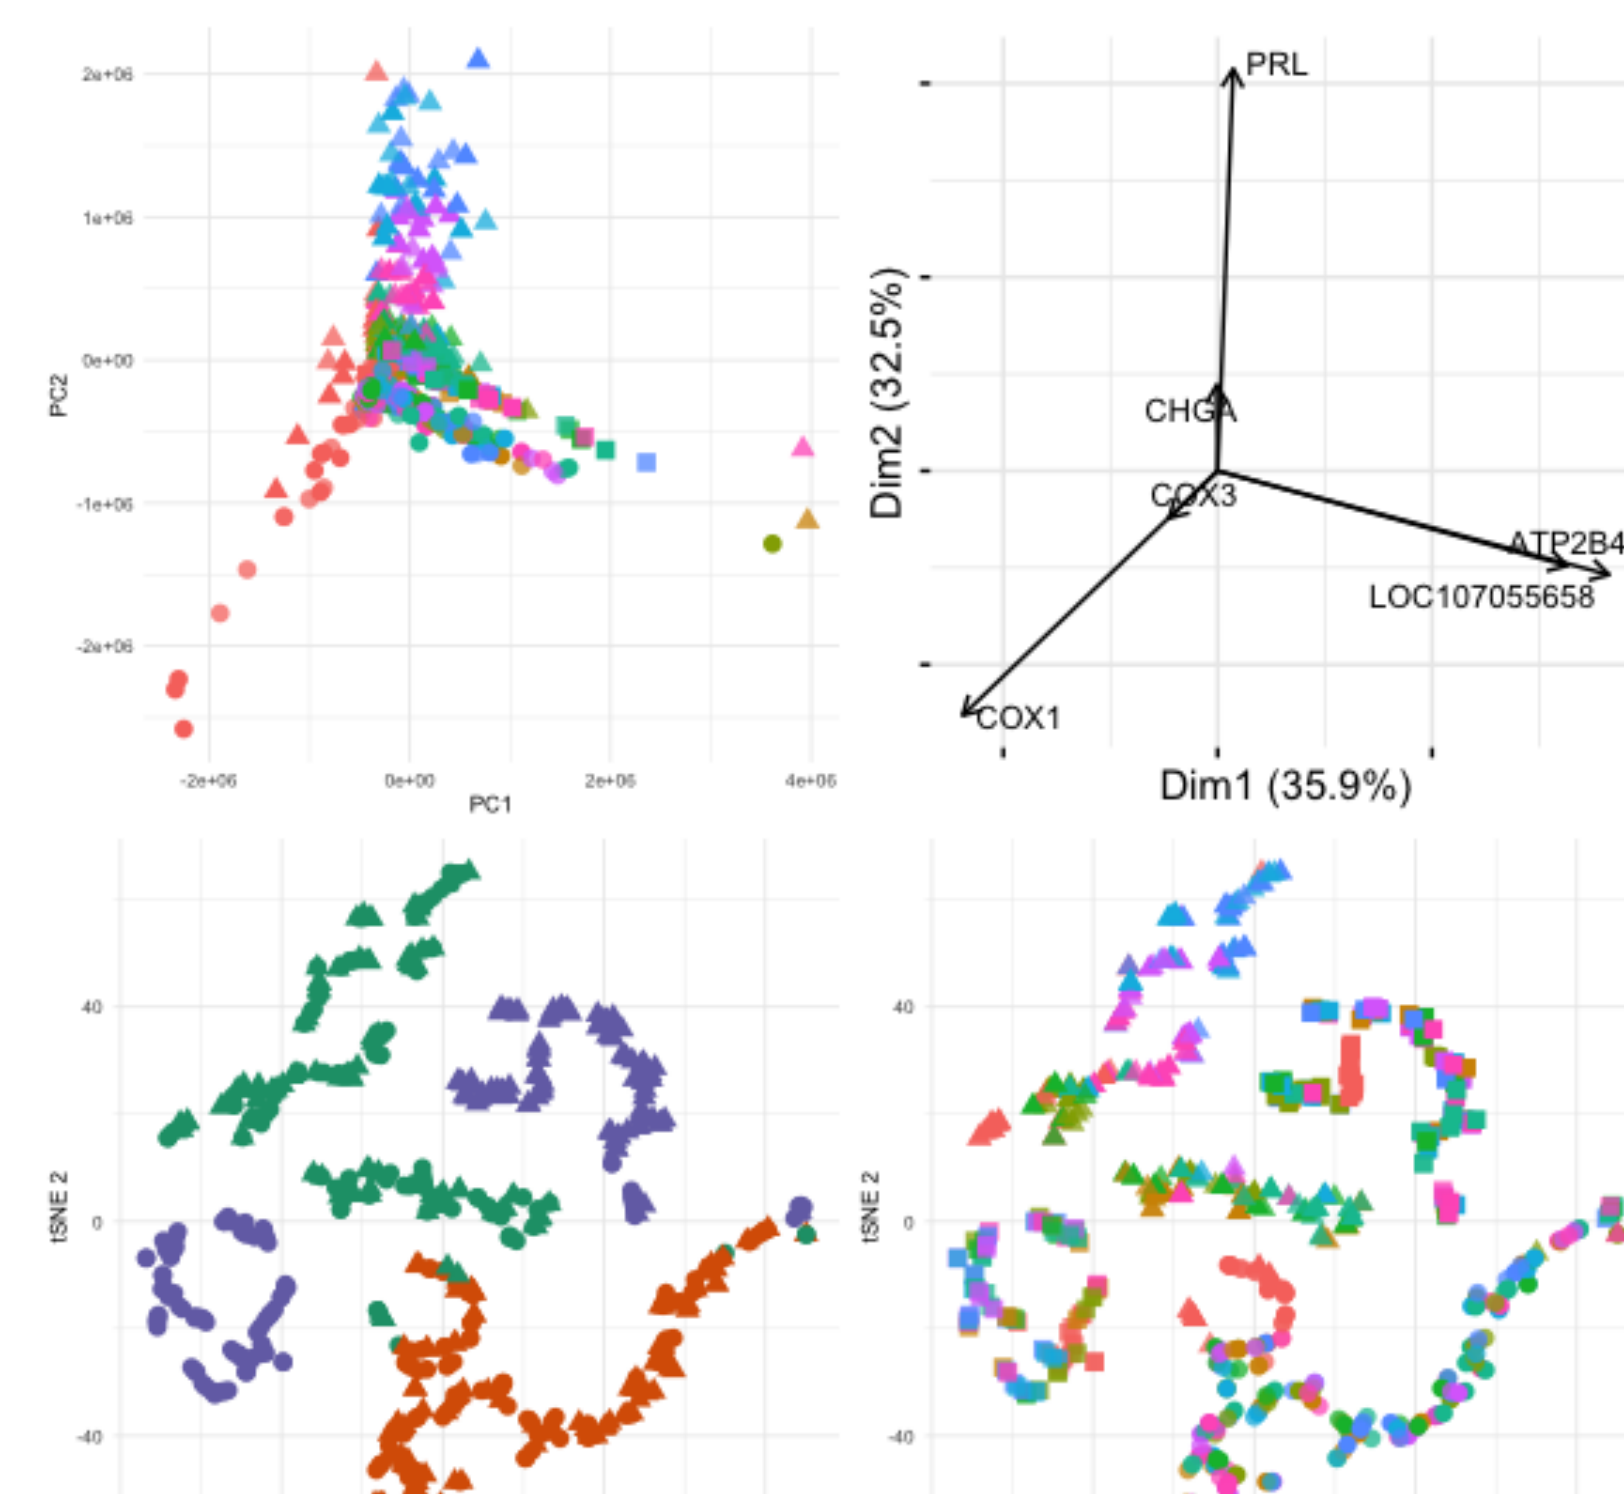 2e+06
1e+06
0e+00
-1e+06
-2e+06
PC2
-2e+06
0e+00
2e+06
4e+06
PC1
PRL
CHGA
COX3
ATP2B4
LOC107055658
COX1
Dim2 (32.5%)
Dim1 (35.9%)
40
0
-40
tSNE 2
40
0
-40
tSNE 2